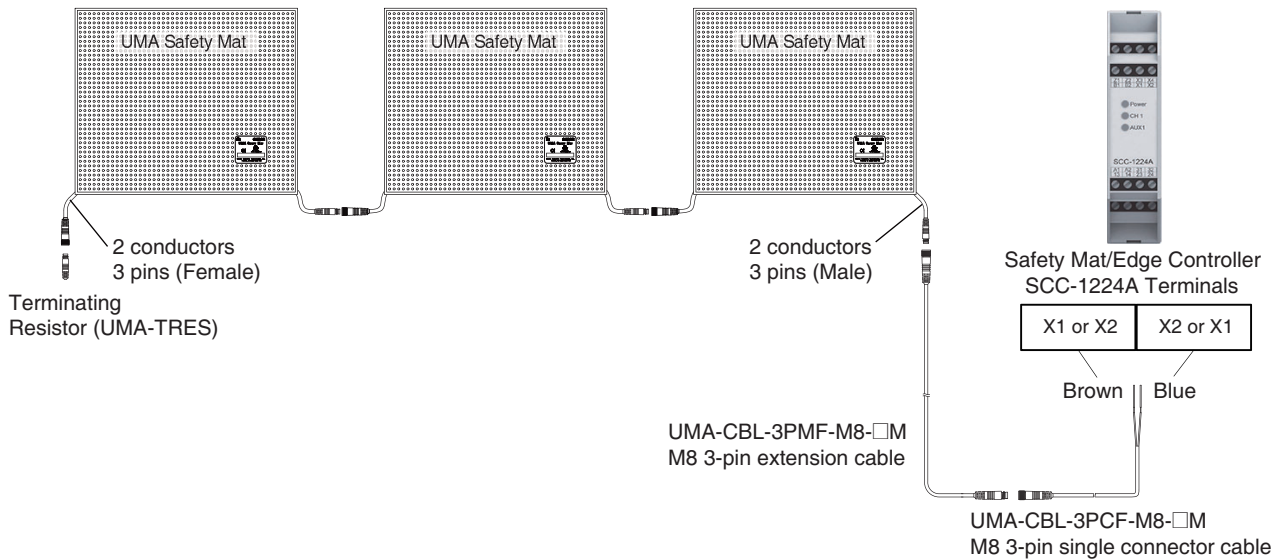 UMA Safety Mat
UMA Safety Mat
UMA Safety Mat
2 conductors
3 pins (Female)
Terminating
Resistor (UMA-TRES)
2 conductors
3 pins (Male)
Power
CH 1
AUX1
SCC-1224A
Safety Mat/Edge Controller
SCC-1224A Terminals
X1 or X2
X2 or X1
Brown
Blue
UMA-CBL-3PMF-M8-□M
M8 3-pin extension cable
UMA-CBL-3PCF-M8-□M
M8 3-pin single connector cable